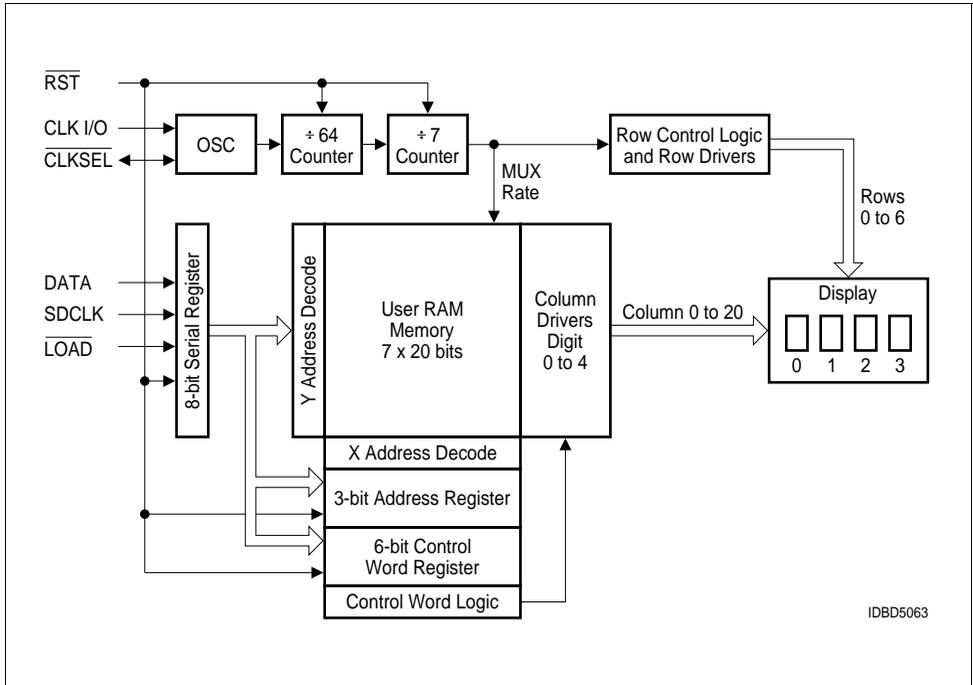 RST
CLK I/O
CLKSEL
OSC
÷ 64
Counter
÷ 7
Counter
MUX
Rate
Row Control Logic
and Row Drivers
Rows
0 to 6
DATA
SDCLK
LOAD
8-bit Serial Register
Y Address Decode
User RAM
Memory
7 x 20 bits
Column
Drivers
Digit
0 to 4
Column 0 to 20
Display
0 1 2 3
X Address Decode
3-bit Address Register
6-bit Control
Word Register
Control Word Logic
IDBD5063